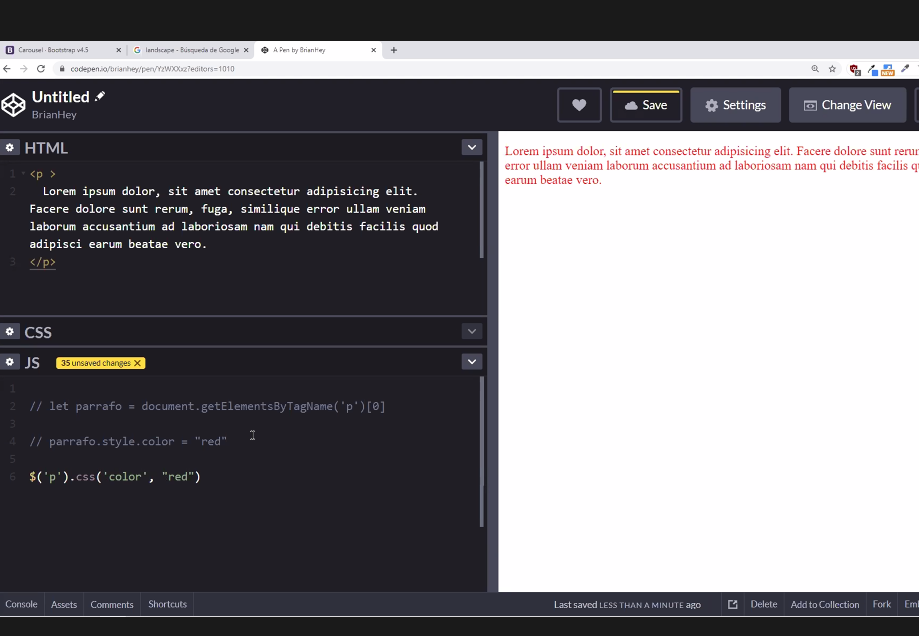 Carousel · Bootstrap v4.5
landscape - Búsqueda de Google
A Pen by BrianHey
codepen.io/brianhey/pen/YzWXXxz?editors=1010
NEW
Untitled
BrianHey
Save
Settings
Change View
HTML
1 <p >
2 Lorem ipsum dolor, sit amet consectetur adipisicing elit.
Facere dolore sunt rerum, fuga, similique error ullam veniam
laborum accusantium ad laboriosam nam qui debitis facilis quod
adipisci earum beatae vero.
3 </p>
CSS
JS
35 unsaved changes
1
2 // let parrafo = document.getElementsByTagName('p')[0]
3
4 // parrafo.style.color = "red"
5
6 $('p').css('color', "red")
Lorem ipsum dolor, sit amet consectetur adipisicing elit. Facere dolore sunt rerum
error ullam veniam laborum accusantium ad laboriosam nam qui debitis facilis qu
earum beatae vero.
Console
Assets
Comments
Shortcuts
Last saved LESS THAN A MINUTE ago
Delete
Add to Collection
Fork
Em